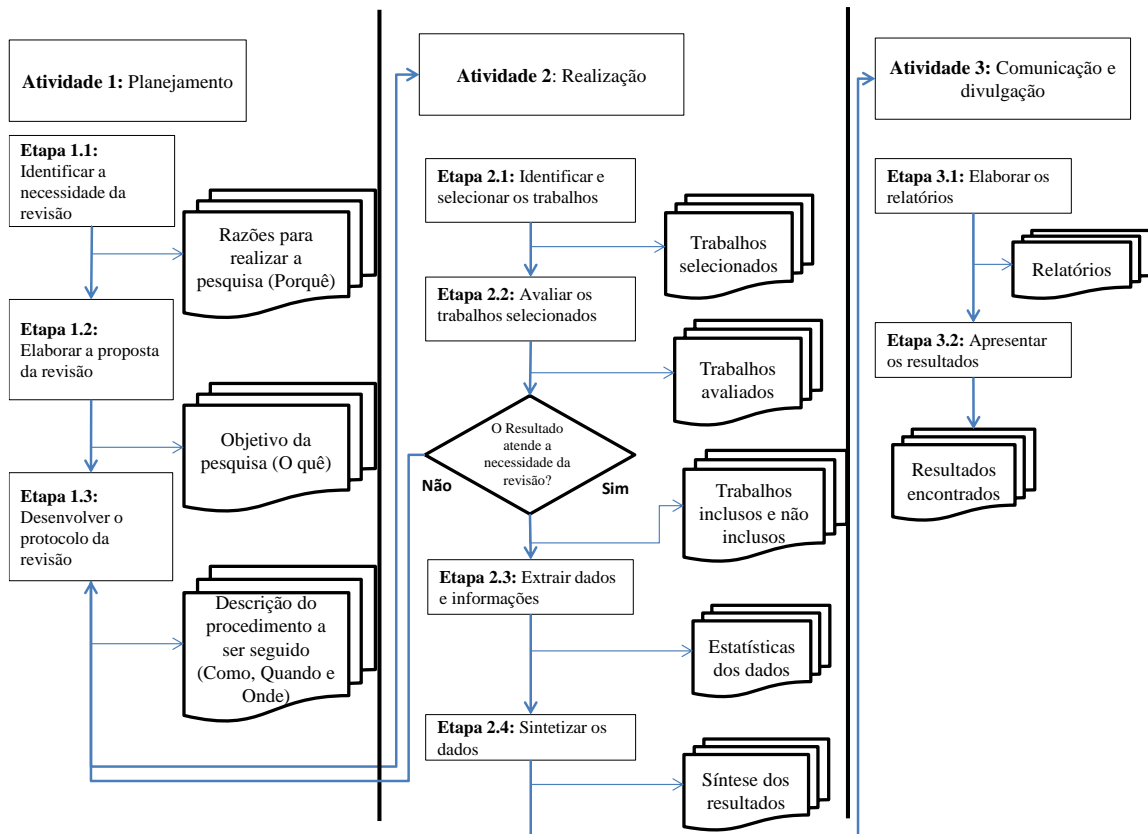 Atividade 1: Planejamento
Etapa 1.1:
Identificar a
necessidade da
revisão
Razões para
realizar a
pesquisa (Porquê)
Etapa 1.2:
Elaborar a proposta
da revisão
Objetivo da
pesquisa (O quê)
Etapa 1.3:
Desenvolver o
protocolo da
revisão
Descrição do
procedimento a
ser seguido
(Como, Quando e
Onde)
Atividade 2: Realização
Etapa 2.1: Identificar e
selecionar os trabalhos
Trabalhos
selecionados
Etapa 2.2: Avaliar os
trabalhos selecionados
Trabalhos
avaliados
O Resultado
atende a
necessidade da
revisão?
Não
Sim
Trabalhos
inclusos e não
inclusos
Etapa 2.3: Extrair dados
e informações
Estatísticas
dos dados
Etapa 2.4: Sintetizar os
dados
Síntese dos
resultados
Atividade 3: Comunicação e
divulgação
Etapa 3.1: Elaborar os
relatórios
Relatórios
Etapa 3.2: Apresentar
os resultados
Resultados
encontrados